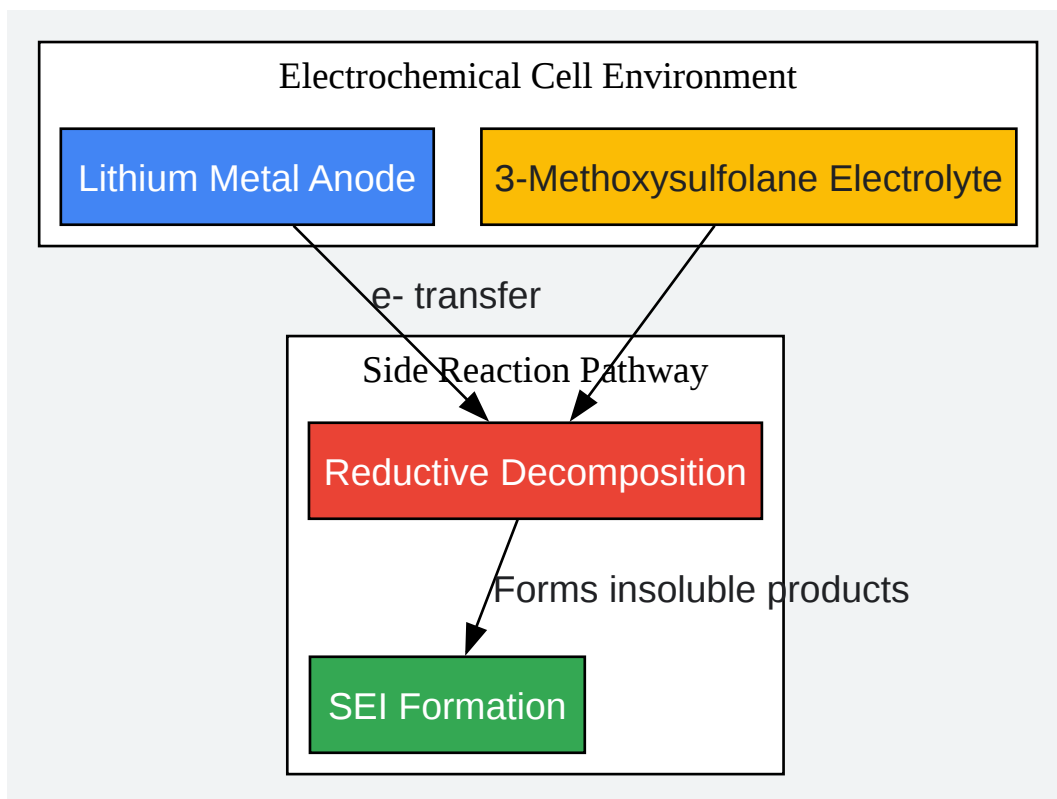 Electrochemical Cell Environment
Lithium Metal Anode
3-Methoxysulfolane Electrolyte
e- transfer
Side Reaction Pathway
Reductive Decomposition
Forms insoluble products
SEI Formation